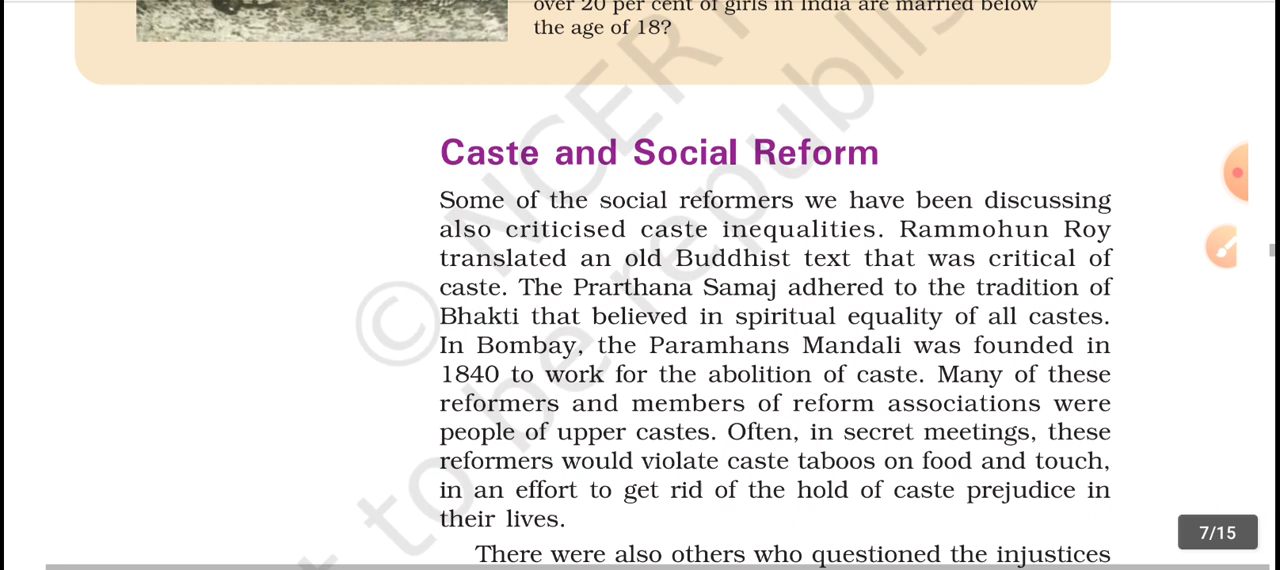 over 20 per cent of girls in India are married below
the age of 18?
Caste and Social Reform
Some of the social reformers we have been discussing
also criticised caste inequalities. Rammohun Roy
translated an old Buddhist text that was critical of
caste. The Prarthana Samaj adhered to the tradition of
Bhakti that believed in spiritual equality of all castes.
In Bombay, the Paramhans Mandali was founded in
1840 to work for the abolition of caste. Many of these
reformers and members of reform associations were
people of upper castes. Often, in secret meetings, these
reformers would violate caste taboos on food and touch,
in an effort to get rid of the hold of caste prejudice in
their lives.
There were also others who questioned the injustices
7/15
© NCERT
t to be republis